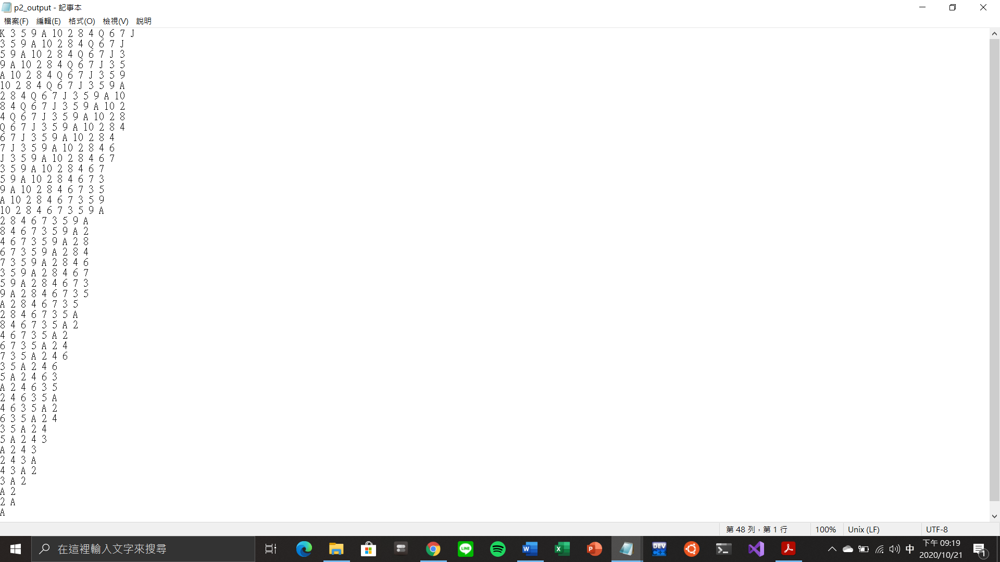 p2_output - 記事本
檔案(F) 編輯(E) 格式(O) 檢視(V) 說明
K 3 5 9 A 10 2 8 4 Q 6 7 J
3 5 9 A 10 2 8 4 Q 6 7 J
5 9 A 10 2 8 4 Q 6 7 J 3
9 A 10 2 8 4 Q 6 7 J 3 5
A 10 2 8 4 Q 6 7 J 3 5 9
10 2 8 4 Q 6 7 J 3 5 9 A
2 8 4 Q 6 7 J 3 5 9 A 10
8 4 Q 6 7 J 3 5 9 A 10 2
4 Q 6 7 J 3 5 9 A 10 2 8
Q 6 7 J 3 5 9 A 10 2 8 4
6 7 J 3 5 9 A 10 2 8 4
7 J 3 5 9 A 10 2 8 4 6
J 3 5 9 A 10 2 8 4 6 7
3 5 9 A 10 2 8 4 6 7
5 9 A 10 2 8 4 6 7 3
9 A 10 2 8 4 6 7 3 5
A 10 2 8 4 6 7 3 5 9
10 2 8 4 6 7 3 5 9 A
2 8 4 6 7 3 5 9 A
8 4 6 7 3 5 9 A 2
4 6 7 3 5 9 A 2 8
6 7 3 5 9 A 2 8 4
7 3 5 9 A 2 8 4 6
3 5 9 A 2 8 4 6 7
5 9 A 2 8 4 6 7 3
9 A 2 8 4 6 7 3 5
A 2 8 4 6 7 3 5
2 8 4 6 7 3 5 A
8 4 6 7 3 5 A 2
4 6 7 3 5 A 2
6 7 3 5 A 2 4
7 3 5 A 2 4 6
3 5 A 2 4 6
5 A 2 4 6 3
A 2 4 6 3 5
2 4 6 3 5 A
4 6 3 5 A 2
6 3 5 A 2 4
3 5 A 2 4
5 A 2 4 3
A 2 4 3
2 4 3 A
4 3 A 2
3 A 2
A 2
2 A
A
第 48 列，第 1 行 100% Unix (LF) UTF-8
在這裡輸入文字來搜尋
LINE
DEV C++
中
下午 09:19
2020/10/21
1